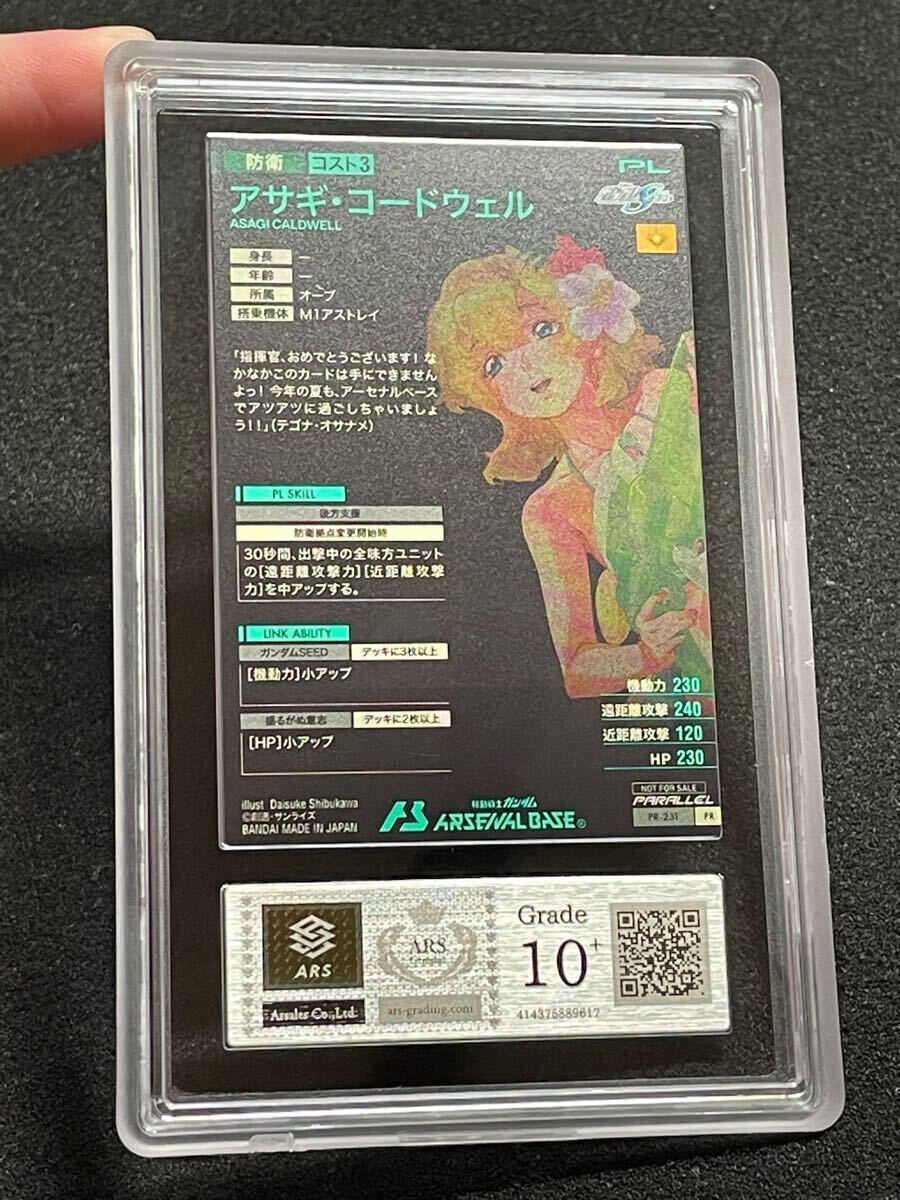 防衛 コスト3
PL
アサギ・コードウェル
ASAGI CALDWELL
身長 ー
年齢 ー
所属 オーブ
搭乗機体 M1アストレイ
「指揮官、おめでとうございます！な
かなかこのカードは手にできません
よっ！今年の夏も、アーセナルベース
でアツアツに過ごしちゃいましょ
う！！」(テゴナ・オサナメ)
PL SKILL
後方支援
防衛拠点変更開始時
30秒間、出撃中の全味方ユニット
の[遠距離攻撃力][近距離攻撃
力]を中アップする。
LINK ABILITY
ガンダムSEED デッキに3枚以上
[機動力]小アップ
揺るがぬ意志 デッキに2枚以上
[HP]小アップ
機動力 230
遠距離攻撃 240
近距離攻撃 120
HP 230
illust Daisuke Shibukawa
©創通・サンライズ
BANDAI MADE IN JAPAN
機動戦士ガンダム
ARSENAL BASE®
NOT FOR SALE
PARALLEL
PR-231 PR
ARS
Arsales Co.,Ltd.
ARS
ars-grading.com
Grade
10+
414375889617